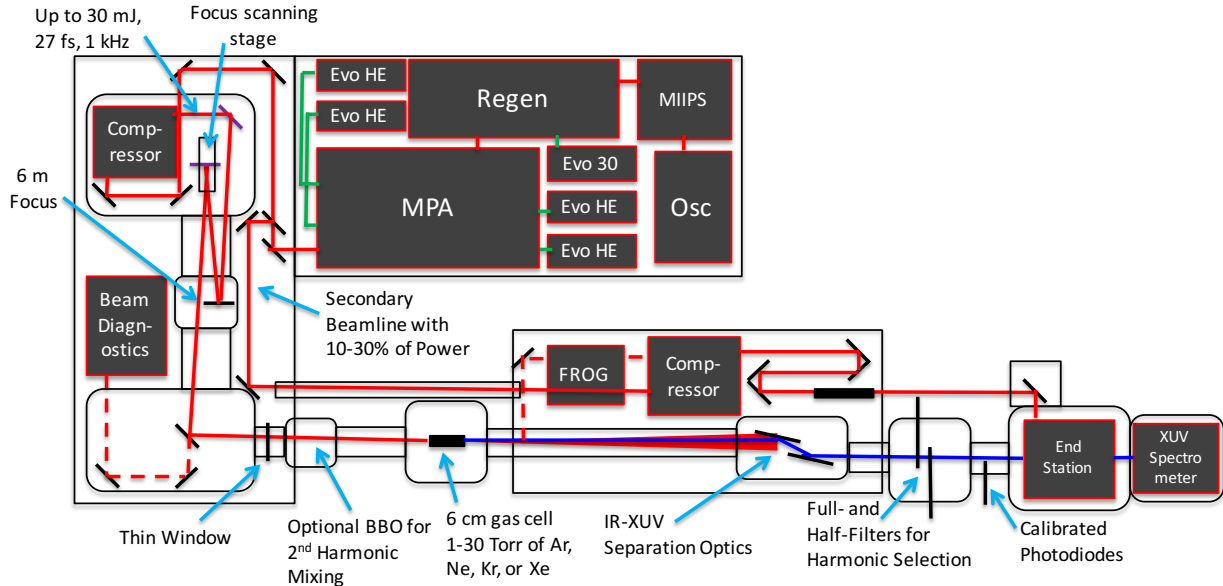 Up to 30 mJ,
27 fs, 1 kHz
Focus scanning
stage
Evo HE
Evo HE
Regen
MIIPS
Comp-
ressor
6 m
Focus
MPA
Evo 30
Evo HE
Evo HE
Osc
Beam
Diagn-
ostics
Secondary
Beamline with
10-30% of Power
FROG
Comp-
ressor
End
Station
XUV
Spectro
meter
Thin Window
Optional BBO for
2nd Harmonic
Mixing
6 cm gas cell
1-30 Torr of Ar,
Ne, Kr, or Xe
IR-XUV
Separation Optics
Full- and
Half-Filters for
Harmonic Selection
Calibrated
Photodiodes